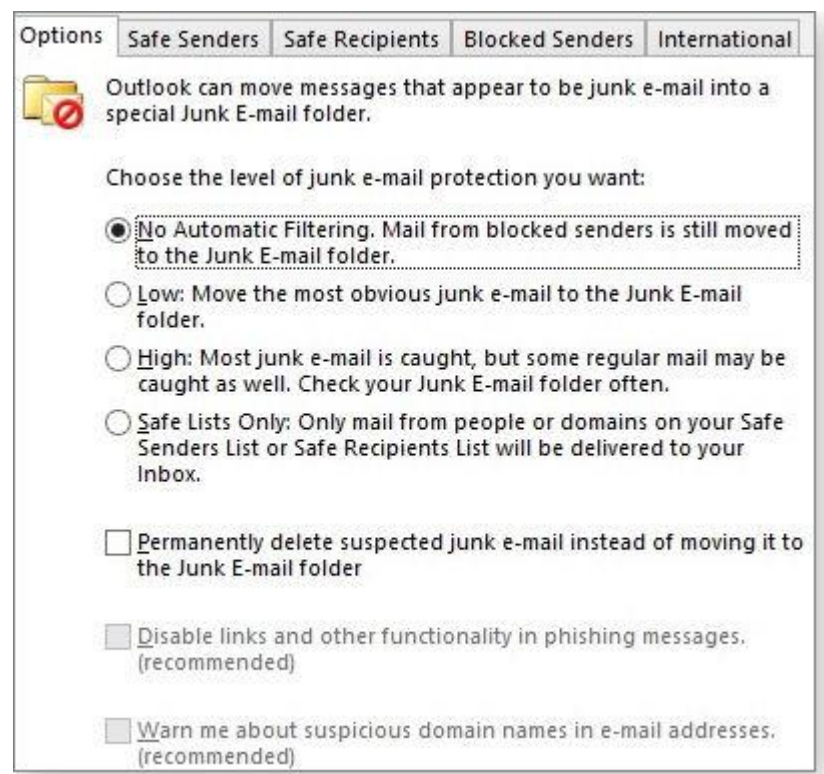 Options Safe Senders Safe Recipients Blocked Senders International
Outlook can move messages that appear to be junk e-mail into a
special Junk E-mail folder.
Choose the level of junk e-mail protection you want:
No Automatic Filtering. Mail from blocked senders is still moved
to the Junk E-mail folder.
Low: Move the most obvious junk e-mail to the Junk E-mail
folder.
High: Most junk e-mail is caught, but some regular mail may be
caught as well. Check your Junk E-mail folder often.
Safe Lists Only: Only mail from people or domains on your Safe
Senders List or Safe Recipients List will be delivered to your
Inbox.
Permanently delete suspected junk e-mail instead of moving it to
the Junk E-mail folder
Disable links and other functionality in phishing messages.
(recommended)
Warn me about suspicious domain names in e-mail addresses.
(recommended)